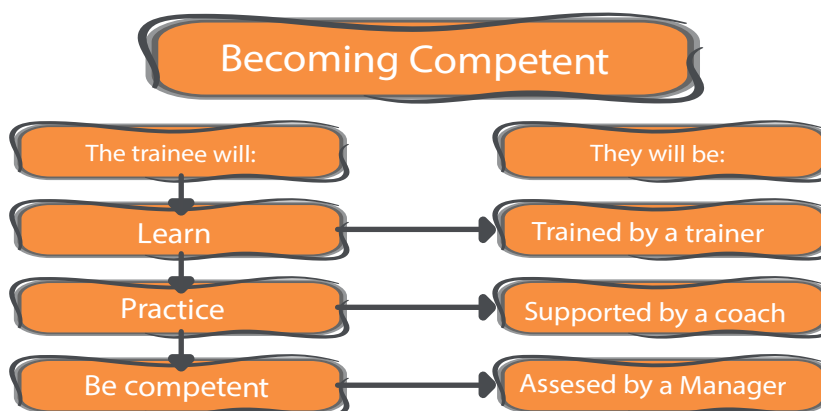 Becoming Competent
The trainee will:
They will be:
Learn
Trained by a trainer
Practice
Supported by a coach
Be competent
Assesed by a Manager